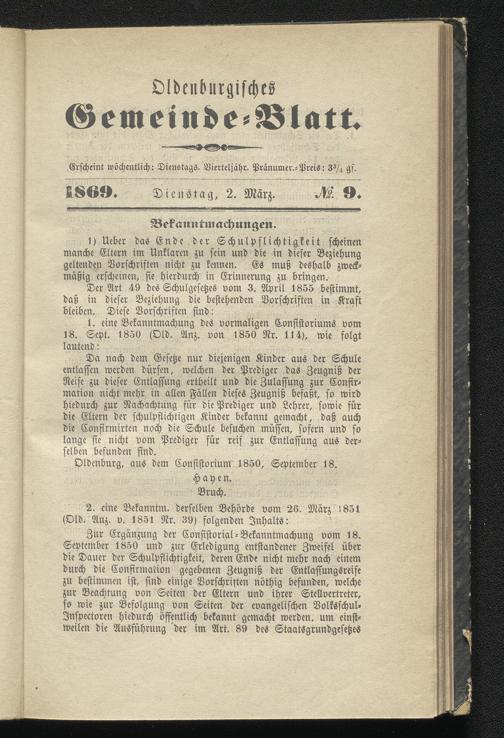 Oldenburgisches
Gemeinde-Blatt.
Erscheint wöchentlich: Dienstags. Vierteljähr. Pränumer.-Preis: 3¾ gs.
1869. Dienstag, 2. März. № 9.
Bekanntmachungen.
1) Ueber das Ende der Schulpflichtigkeit scheinen
manche Eltern im Unklaren zu sein und die in dieser Beziehung
geltenden Vorschriften nicht zu kennen. Es muß deshalb zweck-
mäßig erscheinen, sie hierdurch in Erinnerung zu bringen.
Der Art 49 des Schulgesetzes vom 3. April 1855 bestimmt,
daß in dieser Beziehung die bestehenden Vorschriften in Kraft
bleiben. Diese Vorschriften sind:
1. eine Bekanntmachung des vormaligen Consistoriums vom
18. Sept. 1850 (Old. Anz. von 1850 Nr. 114), wie folgt
lautend:
Da nach dem Gesetze nur diejenigen Kinder aus der Schule
entlassen werden dürfen, welchen der Prediger das Zeugniß der
Reife zu dieser Entlassung ertheilt und die Zulassung zur Confir-
mation nicht mehr in allen Fällen dieses Zeugniß befaßt, so wird
hiedurch zur Nachachtung für die Prediger und Lehrer, sowie für
die Eltern der schulpflichtigen Kinder bekannt gemacht, daß auch
die Confirmirten noch die Schule besuchen müssen, sofern und so
lange sie nicht vom Prediger für reif zur Entlassung aus der-
selben befunden sind.
Oldenburg, aus dem Consistorium 1850, September 18.
Hayen.
Bruch.
2. eine Bekanntm. derselben Behörde vom 26. März 1851
(Old. Anz. v. 1851 Nr. 39) folgenden Inhalts:
Zur Ergänzung der Consistorial-Bekanntmachung vom 18.
September 1850 und zur Erledigung entstandener Zweifel über
die Dauer der Schulpflichtigkeit, deren Ende nicht mehr nach einem
durch die Confirmation gegebenen Zeugniß der Entlassungsreife
zu bestimmen ist, sind einige Vorschriften nöthig befunden, welche
zur Beachtung von Seiten der Eltern und ihrer Stellvertreter,
so wie zur Befolgung von Seiten der evangelischen Volksschul-
Inspectoren hiedurch öffentlich bekannt gemacht werden, um einst-
weilen die Ausführung der im Art. 89 des Staatsgrundgesetzes